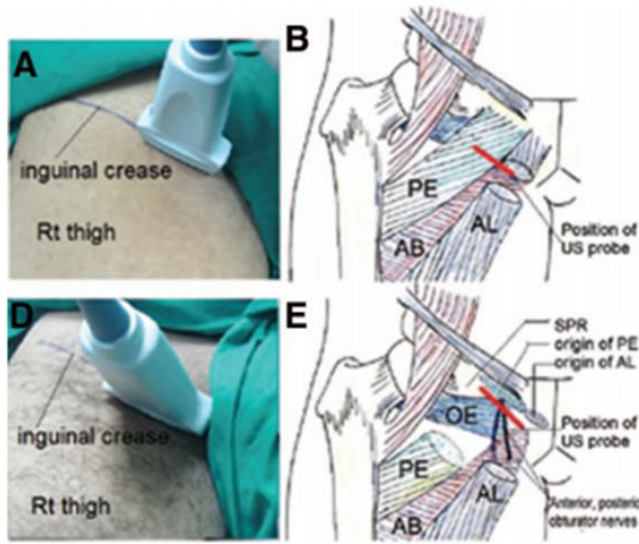 A
inguinal crease
Rt thigh
B
PE
AB
AL
Position of
US probe
D
inguinal crease
Rt thigh
E
SPR
origin of PE
origin of AL
OE
Position of
US probe
PE
AB
AL
Anterior, posterior
obturator nerves